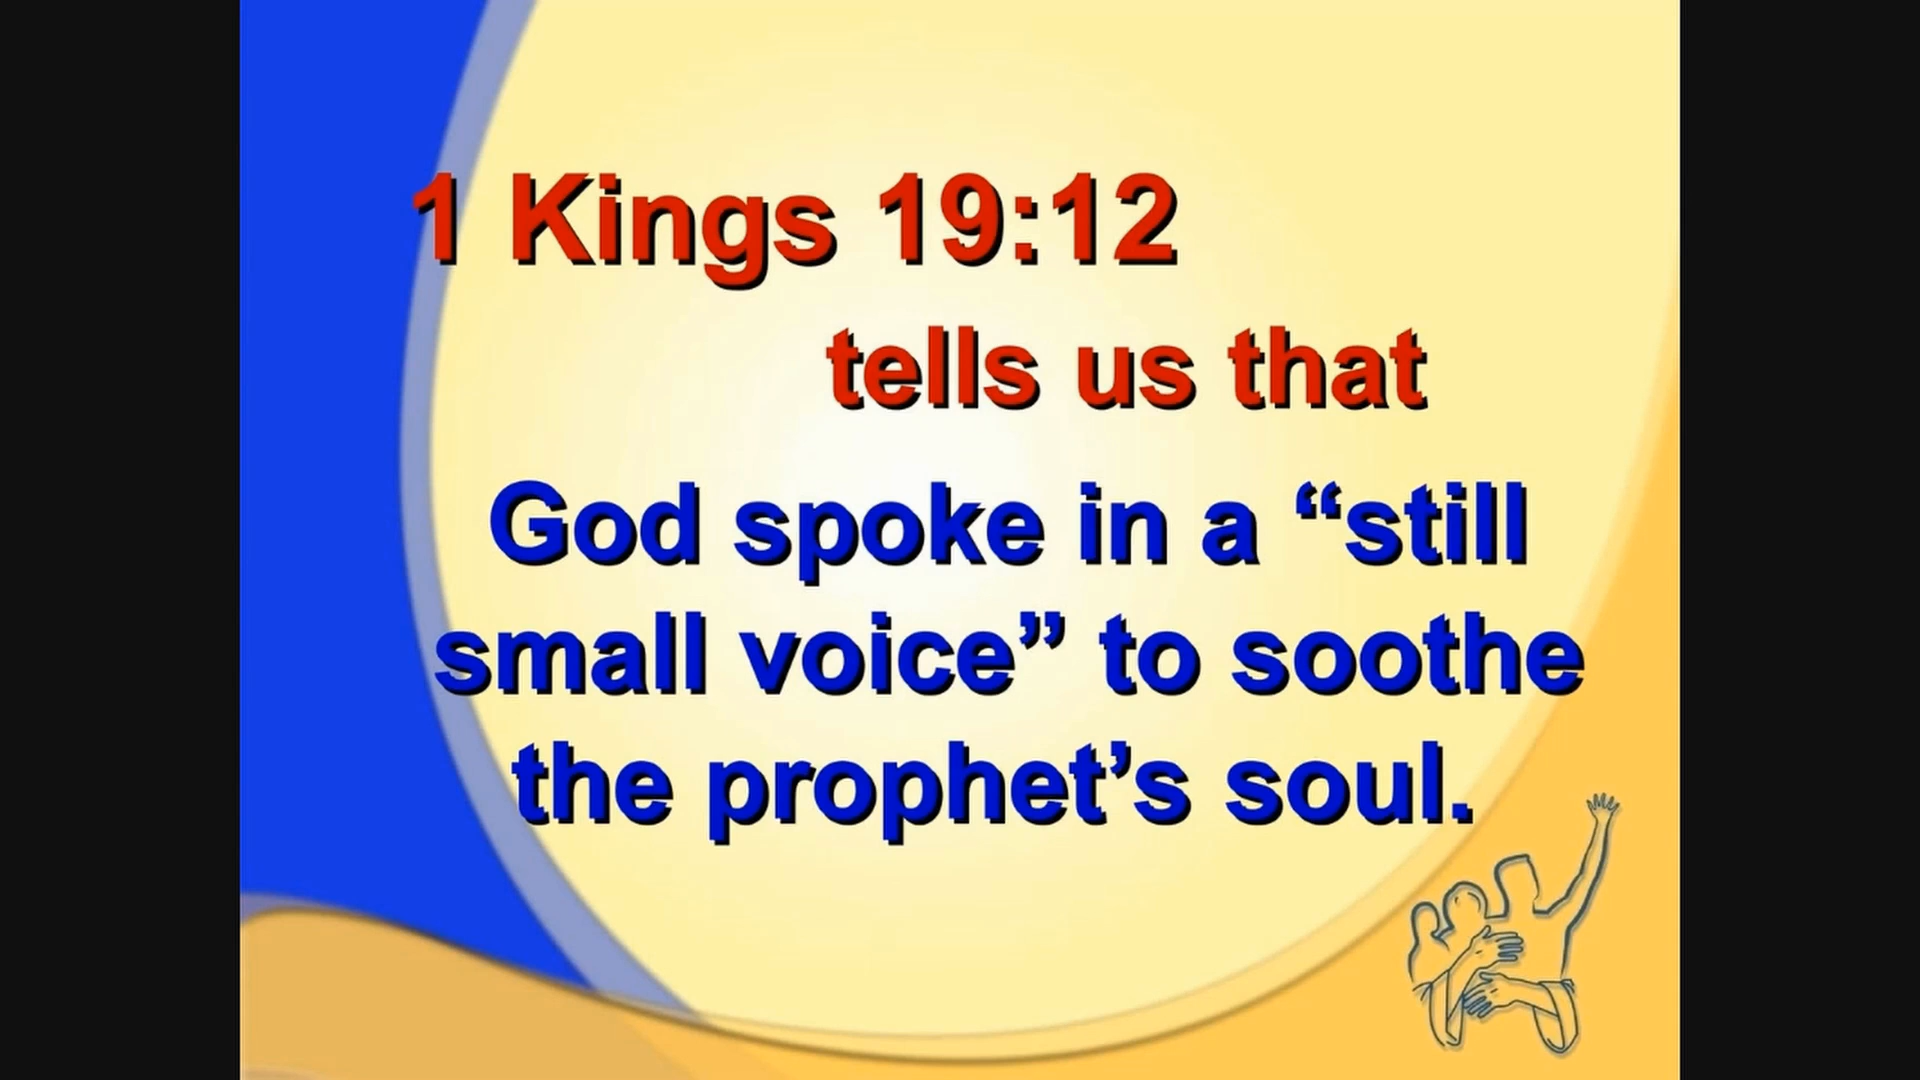 1 Kings 19:12
tells us that
God spoke in a “still
small voice” to soothe
the prophet’s soul.